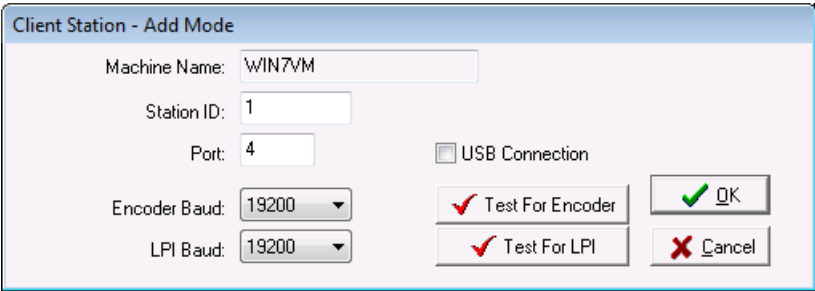 Client Station - Add Mode
Machine Name: WIN7VM
Station ID: 1
Port: 4 USB Connection
Encoder Baud: 19200 Test For Encoder OK
LPI Baud: 19200 Test For LPI Cancel